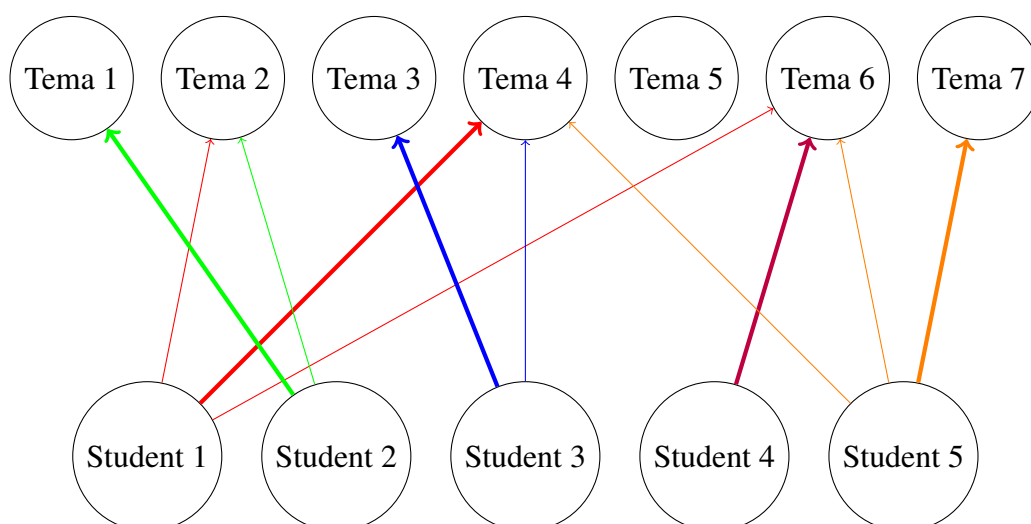 Tema 1
Tema 2
Tema 3
Tema 4
Tema 5
Tema 6
Tema 7
Student 1
Student 2
Student 3
Student 4
Student 5